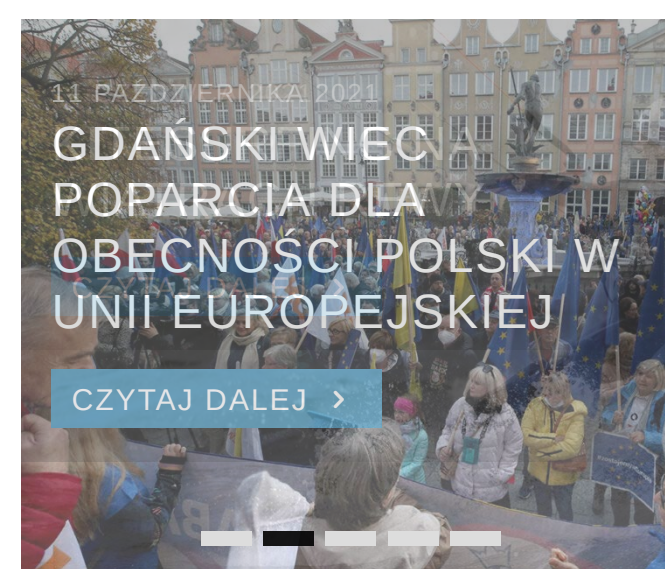 11 PAŹDZIERNIKA 2021
GDAŃSKI WIEC
POPARCIA DLA
OBECNOŚCI POLSKI W
UNII EUROPEJSKIEJ
CZYTAJ DALEJ